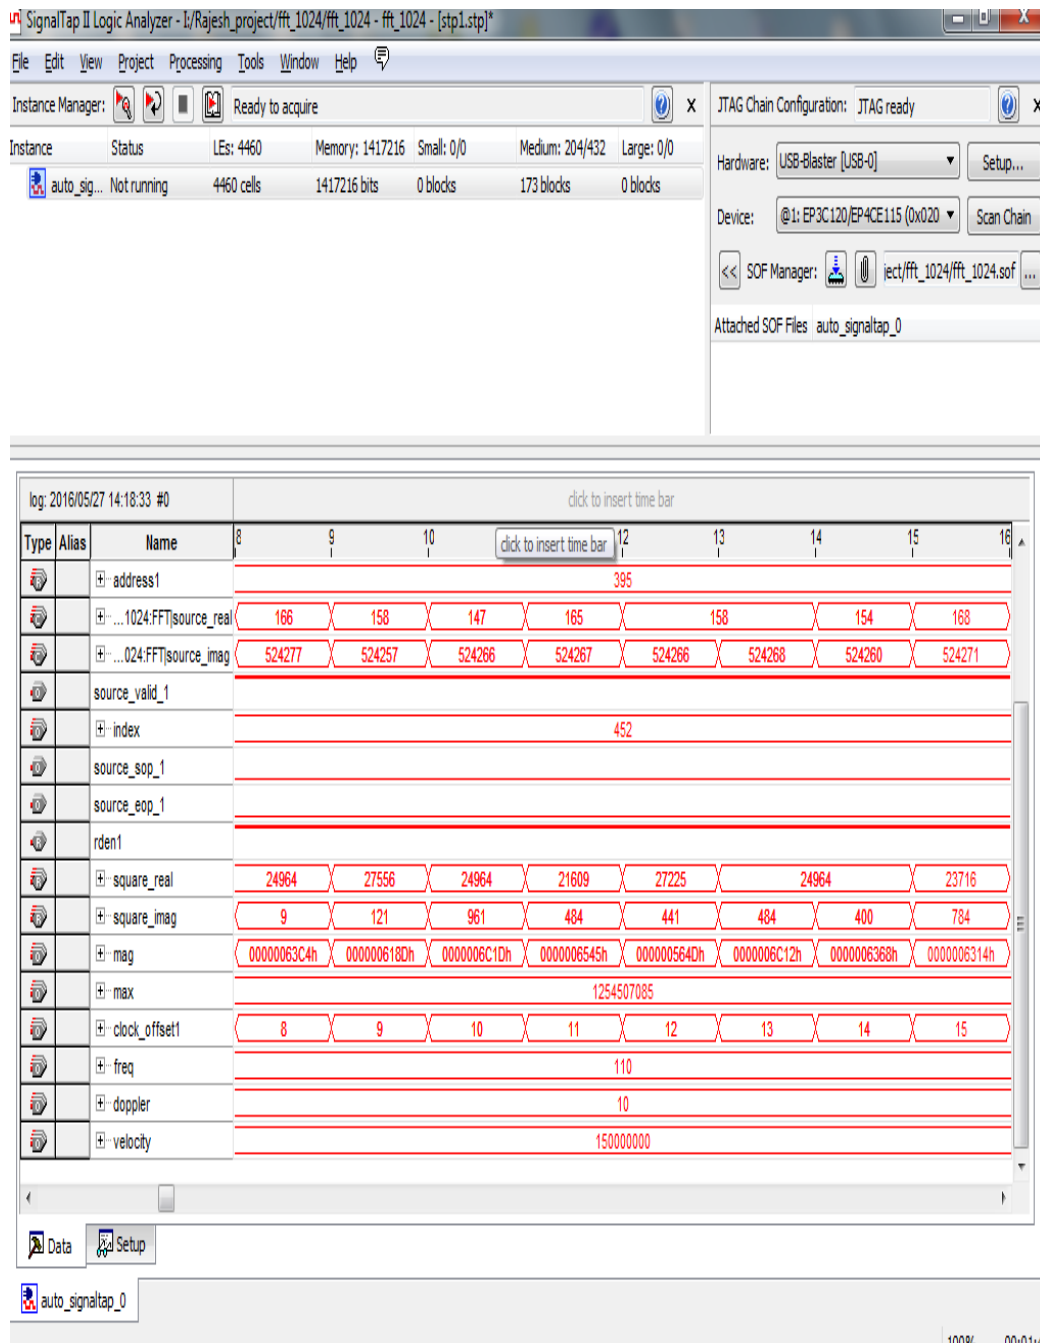 SignalTap II Logic Analyzer - I:/Rajesh_project/fft_1024/fft_1024 - fft_1024 - [stp1.stp]*
File Edit View Project Processing Tools Window Help
Instance Manager: Ready to acquire x JTAG Chain Configuration: JTAG ready x
Instance Status LEs: 4460 Memory: 1417216 Small: 0/0 Medium: 204/432 Large: 0/0
auto_sig... Not running 4460 cells 1417216 bits 0 blocks 173 blocks 0 blocks
Hardware: USB-Blaster [USB-0] Setup...
Device: @1: EP3C120/EP4CE115 (0x020 Scan Chain
<< SOF Manager: ject/fft_1024/fft_1024.sof ...
Attached SOF Files auto_signaltap_0
log: 2016/05/27 14:18:33 #0 click to insert time bar
Type Alias Name 8 9 10 click to insert time bar 12 13 14 15 16
address1 395
...1024:FFT|source_real 166 158 147 165 158 154 168
...024:FFT|source_imag 524277 524257 524266 524267 524266 524268 524260 524271
source_valid_1
index 452
source_sop_1
source_eop_1
rden1
square_real 24964 27556 24964 21609 27225 24964 23716
square_imag 9 121 961 484 441 484 400 784
mag 00000063C4h 000000618Dh 0000006C1Dh 0000006545h 000000564Dh 0000006C12h 0000006368h 0000006314h
max 1254507085
clock_offset1 8 9 10 11 12 13 14 15
freq 110
doppler 10
velocity 150000000
Data Setup
auto_signaltap_0
100%